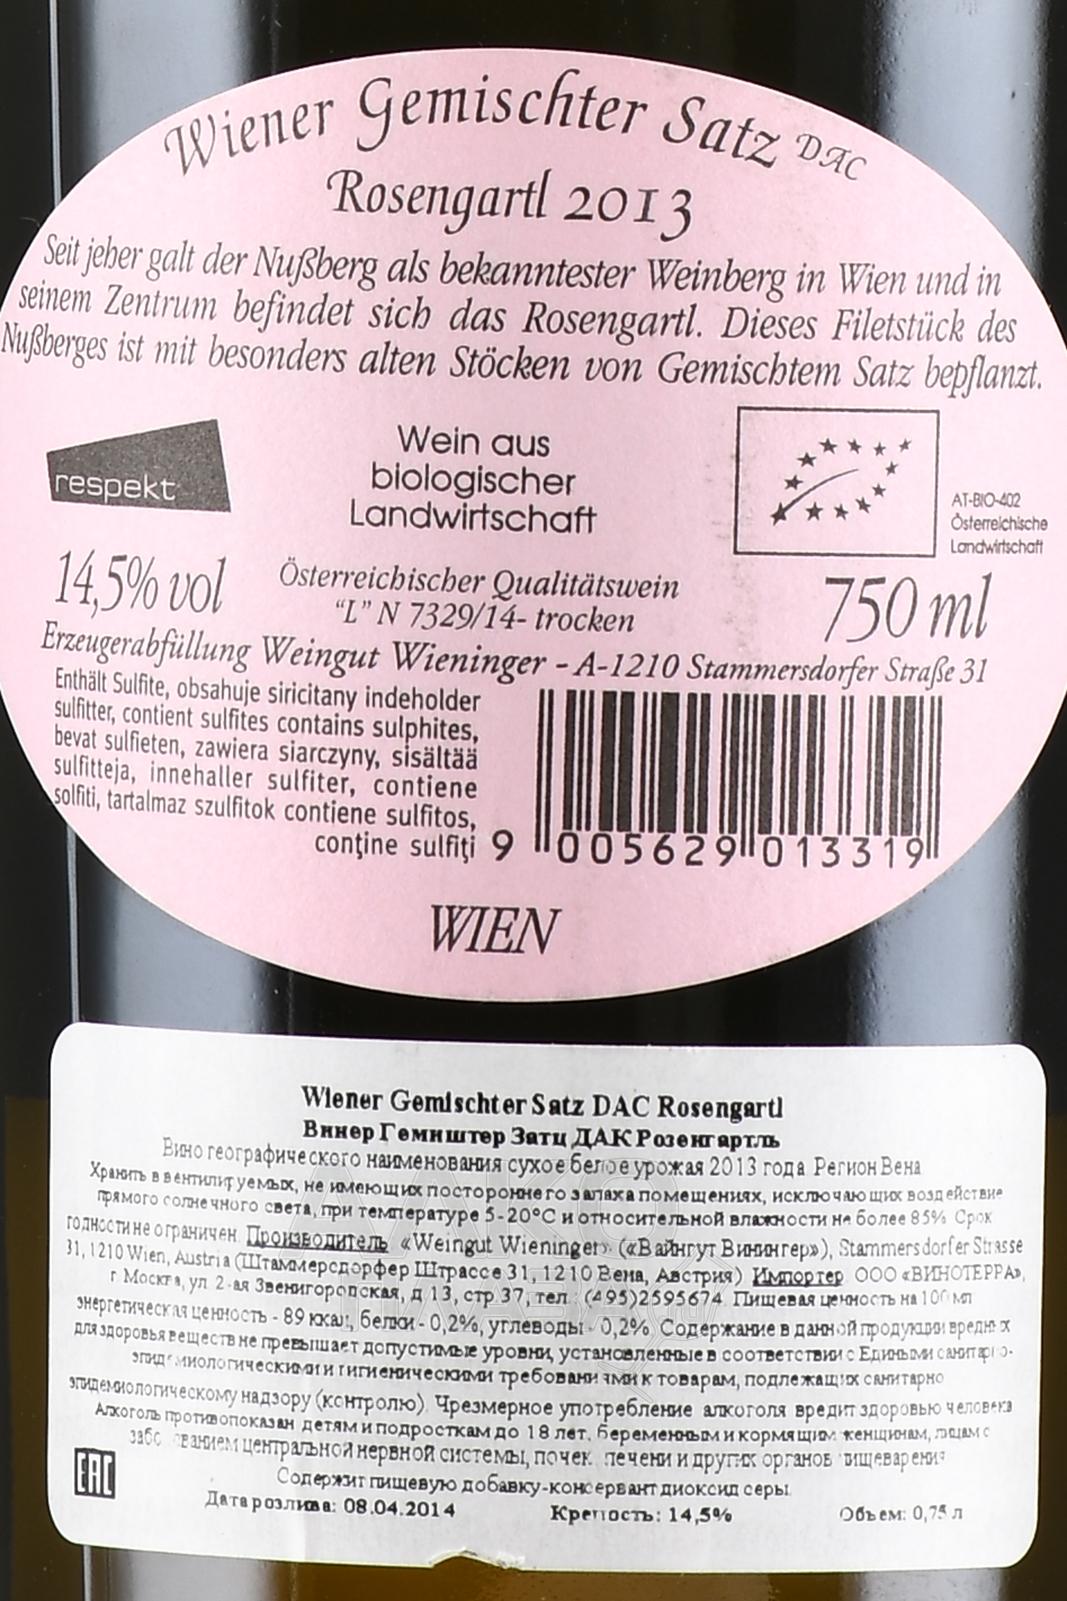 Wiener Gemischter Satz DAC
Rosengartl 2013
Seit jeher galt der Nußberg als bekanntester Weinberg in Wien und in
seinem Zentrum befindet sich das Rosengartl. Dieses Filetstück des
Nußberges ist mit besonders alten Stöcken von Gemischtem Satz bepflanzt.
respekt
Wein aus
biologischer
Landwirtschaft
AT-BIO-402
Österreichische
Landwirtschaft
14,5% vol
Österreichischer Qualitätswein
"L" N 7329/14- trocken
750 ml
Erzeugerabfüllung Weingut Wieninger - A-1210 Stammersdorfer Straße 31
Enthält Sulfite, obsahuje siricitany indeholder
sulfitter, contient sulfites contains sulphites,
bevat sulfieten, zawiera siarczyny, sisältää
sulfitteja, innehaller sulfiter, contiene
solfiti, tartalmaz szulfitok contiene sulfitos,
conţine sulfiţi
9 005629 013319
WIEN
Wiener Gemischter Satz DAC Rosengartl
Винер Гемиштер Затц ДАК Розенгартль
Вино географического наименования сухое белое урожая 2013 года. Регион Вена
Хранить в вентилируемых, не имеющих постороннего запаха помещениях, исключающих воздействие
прямого солнечного света, при температуре 5-20°С и относительной влажности не более 85%. Срок
годности не ограничен. Производитель: «Weingut Wieninger» («Вайнгут Винингер»), Stammersdorfer Strasse
31, 1210 Wien, Austria (Штаммерсдорфер Штрассе 31, 1210 Вена, Австрия) Импортер: ООО «ВИНОТЕРРА»,
г. Москва, ул. 2-ая Звенигородская, д. 13, стр. 37, тел.: (495)2595674. Пищевая ценность на 100 мл
энергетическая ценность - 89 ккал, белки - 0,2%, углеводы - 0,2%. Содержание в данной продукции вредных
для здоровья веществ не превышает допустимые уровни, установленные в соответствии с Едиными санитарно-
эпидемиологическими и гигиеническими требованиями к товарам, подлежащих санитарно
эпидемиологическому надзору (контролю). Чрезмерное употребление алкоголя вредит здоровью человека
Алкоголь противопоказан детям и подросткам до 18 лет, беременным и кормящим женщинам, лицам с
заболеванием центральной нервной системы, почек, печени и других органов пищеварения
Содержит пищевую добавку-консервант диоксид серы.
EAC
Дата розлива: 08.04.2014
Крепость: 14,5%
Объем: 0,75 л